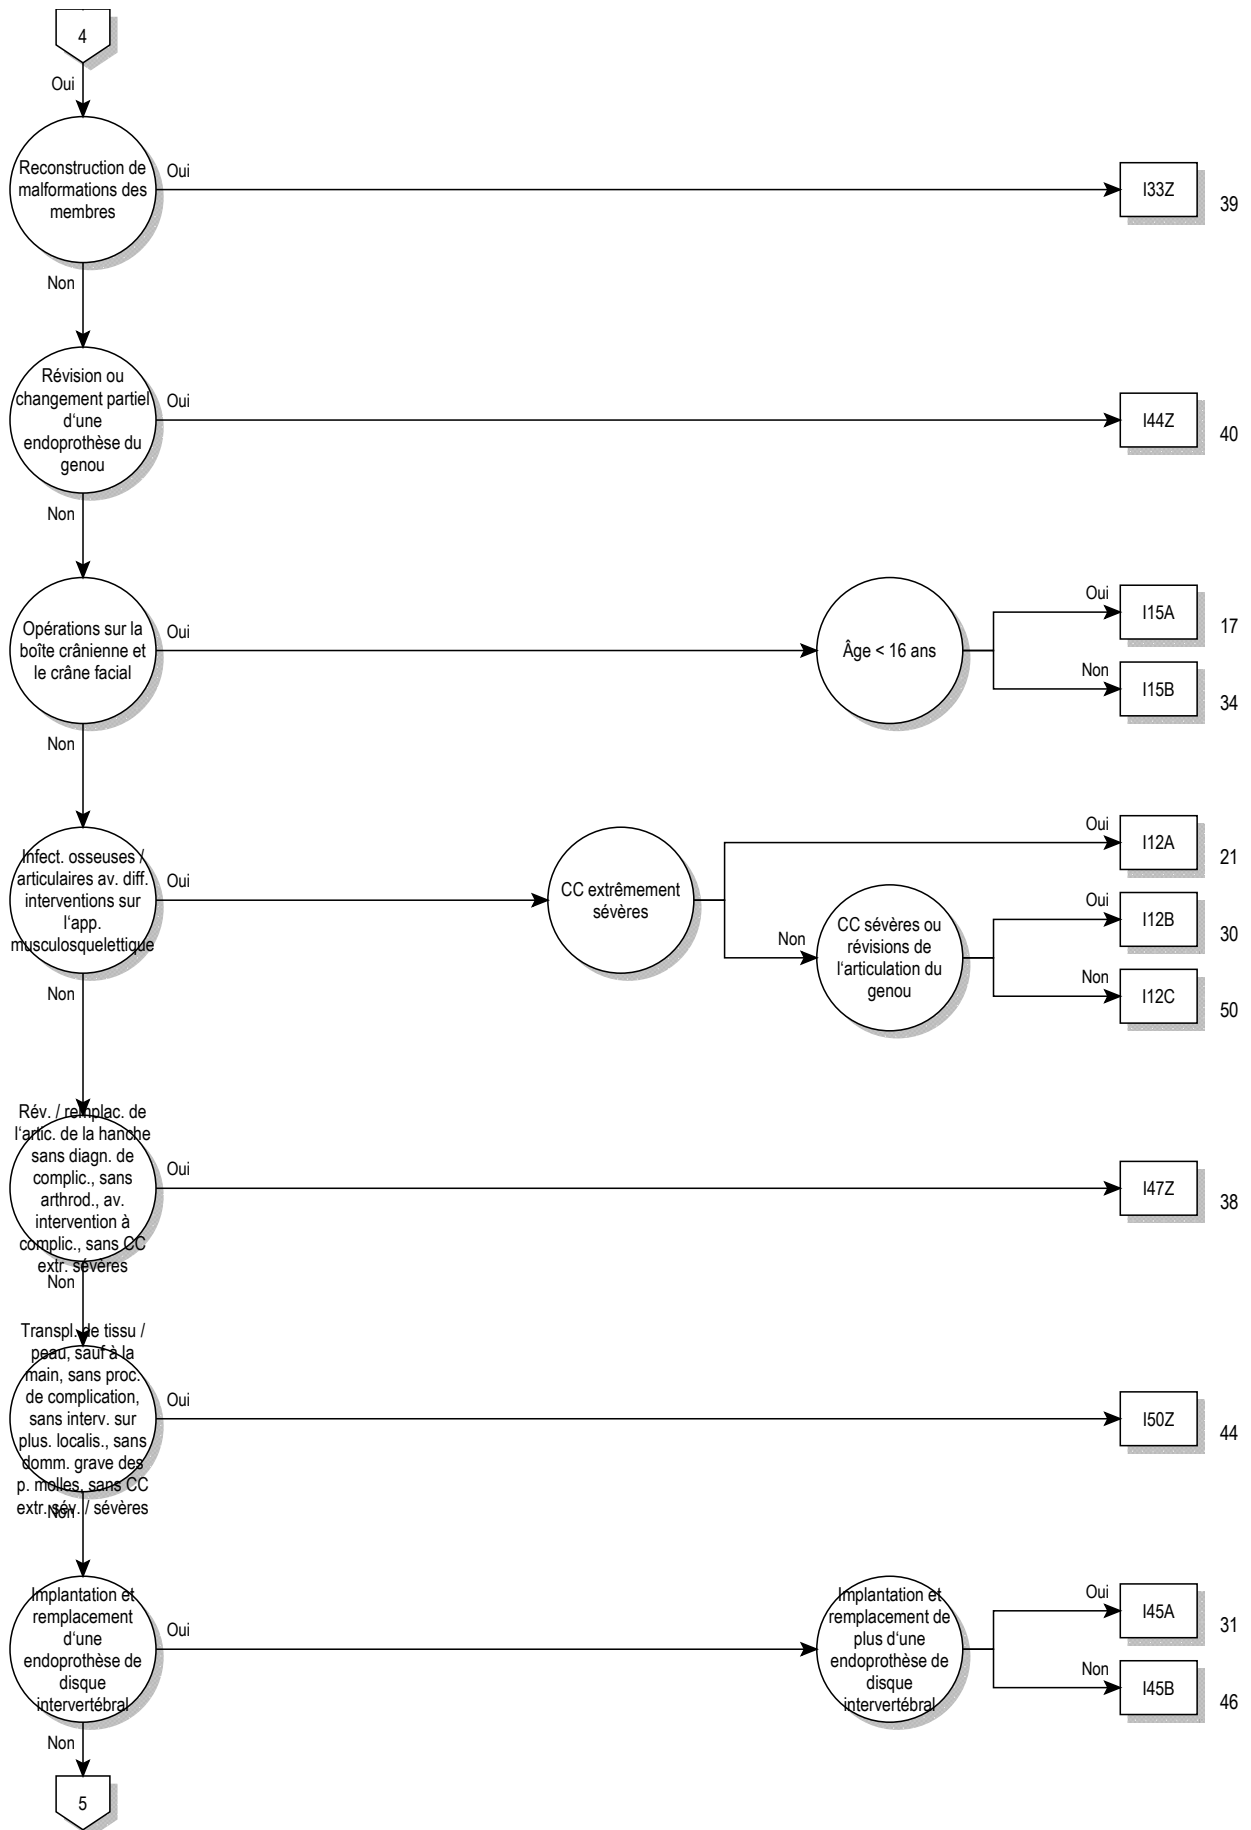 4
Oui
Reconstruction de
malformations des
membres
Oui
I33Z
39
Non
Révision ou
changement partiel
d‘une
endoprothèse du
genou
Oui
I44Z
40
Non
Opérations sur la
boîte crânienne et
le crâne facial
Oui
Âge < 16 ans
Oui
I15A
17
Non
I15B
34
Non
Infect. osseuses /
articulaires av. diff.
interventions sur
l‘app.
musculosquelettique
Oui
CC extrêmement
sévères
Oui
I12A
21
Non
CC sévères ou
révisions de
l‘articulation du
genou
Oui
I12B
30
Non
I12C
50
Non
Rév. / remplac. de
l‘artic. de la hanche
sans diagn. de
complic., sans
arthrod., av.
intervention à
complic., sans CC
extr. sévères
Oui
I47Z
38
Non
Transpl. de tissu /
peau, sauf à la
main, sans proc.
de complication,
sans interv. sur
plus. localis., sans
domm. grave des
p. molles, sans CC
extr. sév. / sévères
Oui
I50Z
44
Non
Implantation et
remplacement
d‘une
endoprothèse de
disque
intervertébral
Oui
Implantation et
remplacement de
plus d‘une
endoprothèse de
disque
intervertébral
Oui
I45A
31
Non
I45B
46
Non
5